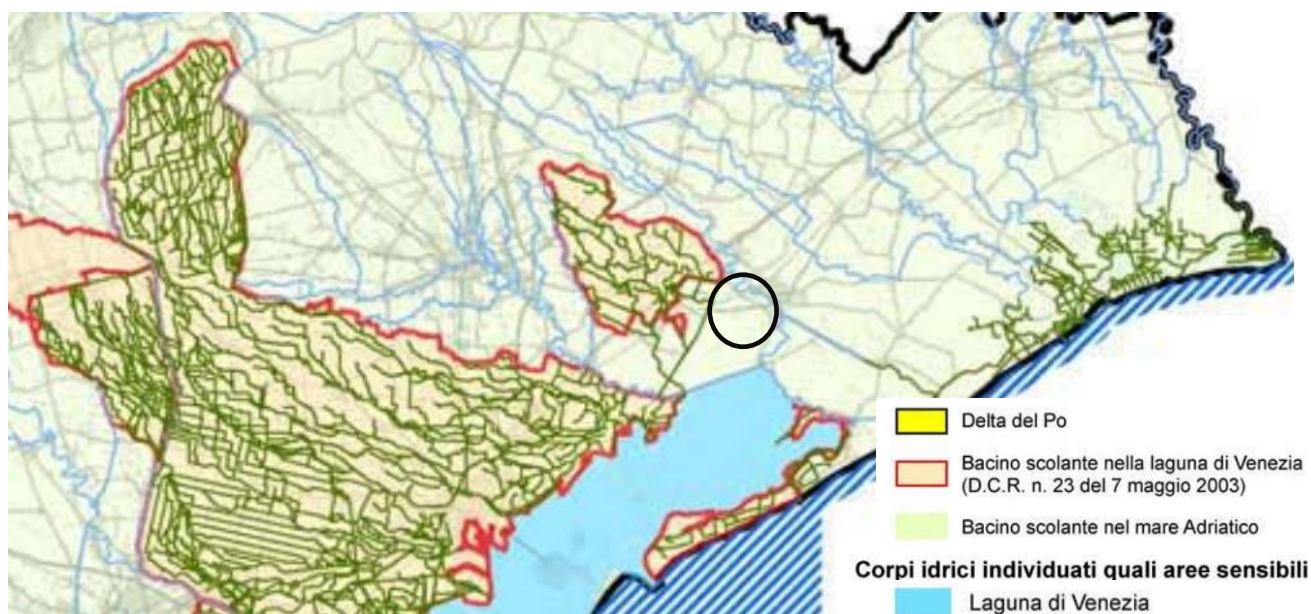 Delta del Po
Bacino scolante nella laguna di Venezia
(D.C.R. n. 23 del 7 maggio 2003)
Bacino scolante nel mare Adriatico
Corpi idrici individuati quali aree sensibili
Laguna di Venezia